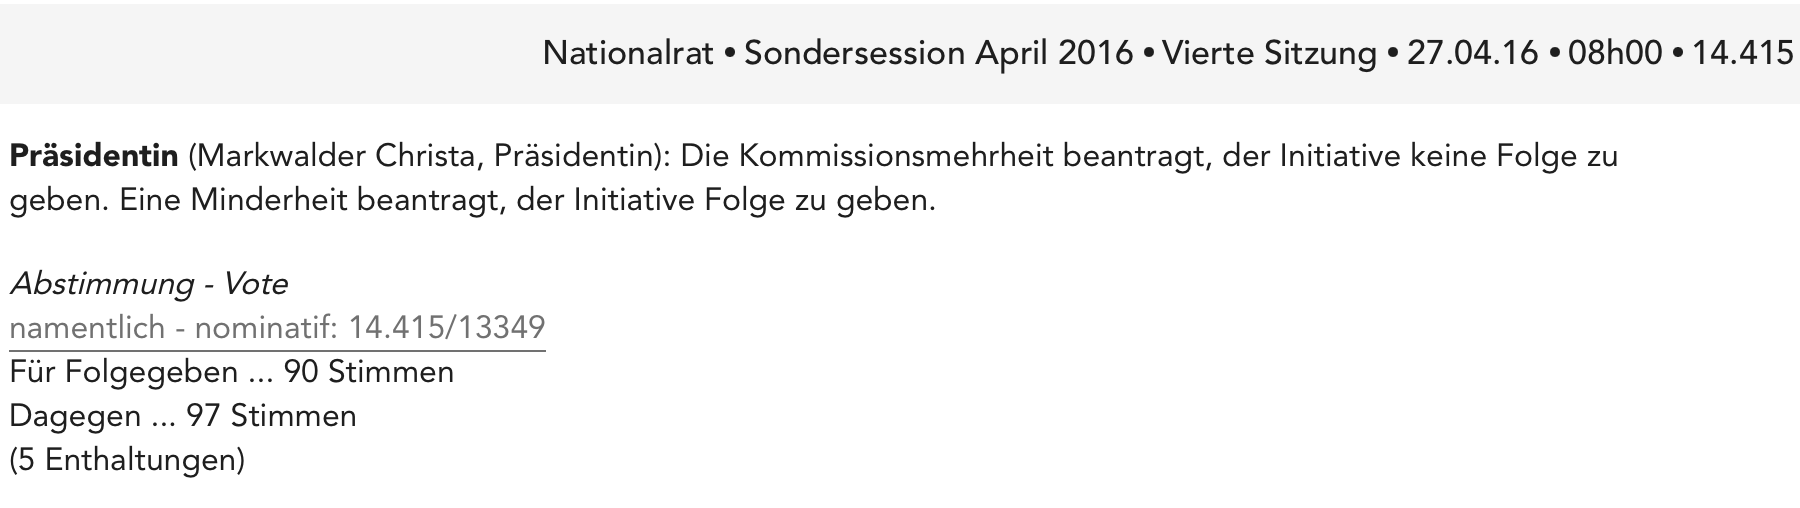 Nationalrat • Sondersession April 2016 • Vierte Sitzung • 27.04.16 • 08h00 • 14.415
Präsidentin (Markwalder Christa, Präsidentin): Die Kommissionsmehrheit beantragt, der Initiative keine Folge zu
geben. Eine Minderheit beantragt, der Initiative Folge zu geben.
Abstimmung - Vote
namentlich - nominatif: 14.415/13349
Für Folgegeben ... 90 Stimmen
Dagegen ... 97 Stimmen
(5 Enthaltungen)